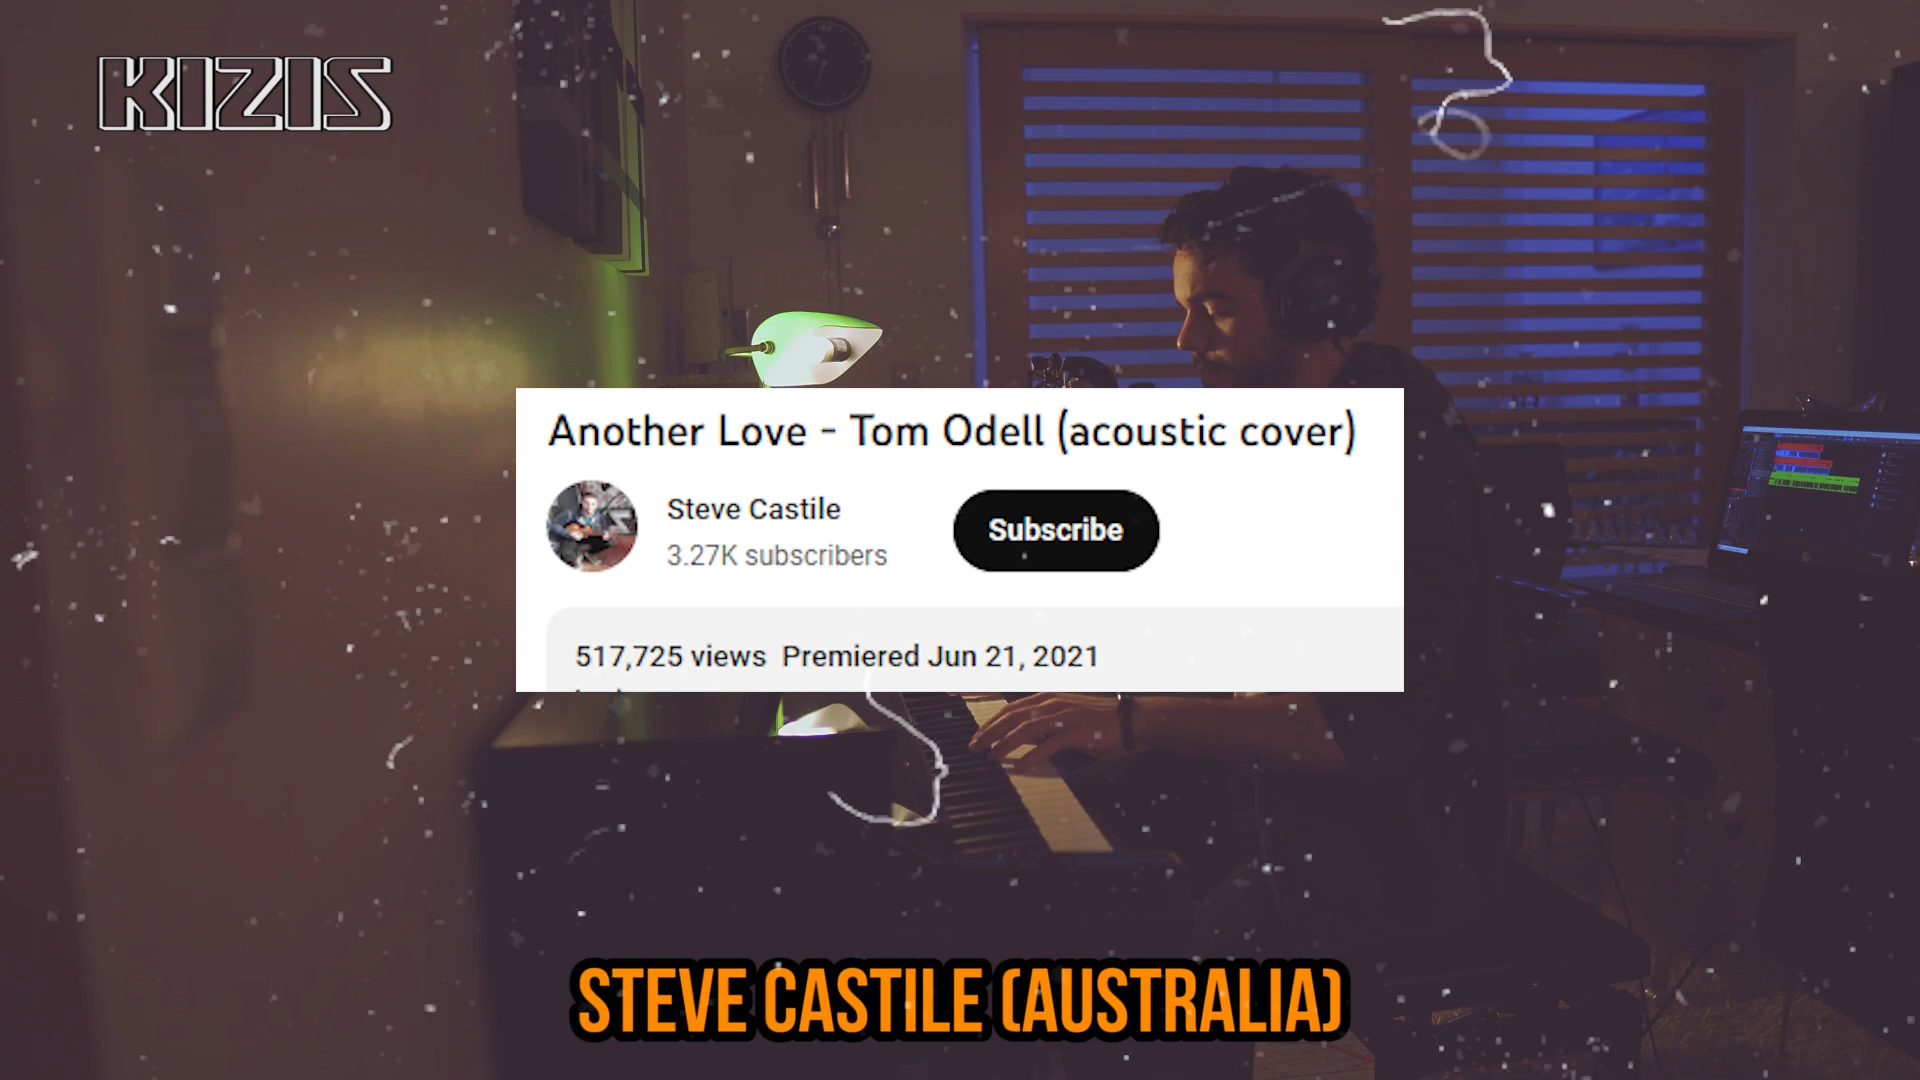 KIZIS
Another Love - Tom Odell (acoustic cover)
Steve Castile
3.27K subscribers
Subscribe
517,725 views Premiered Jun 21, 2021
STEVE CASTILE (AUSTRALIA)